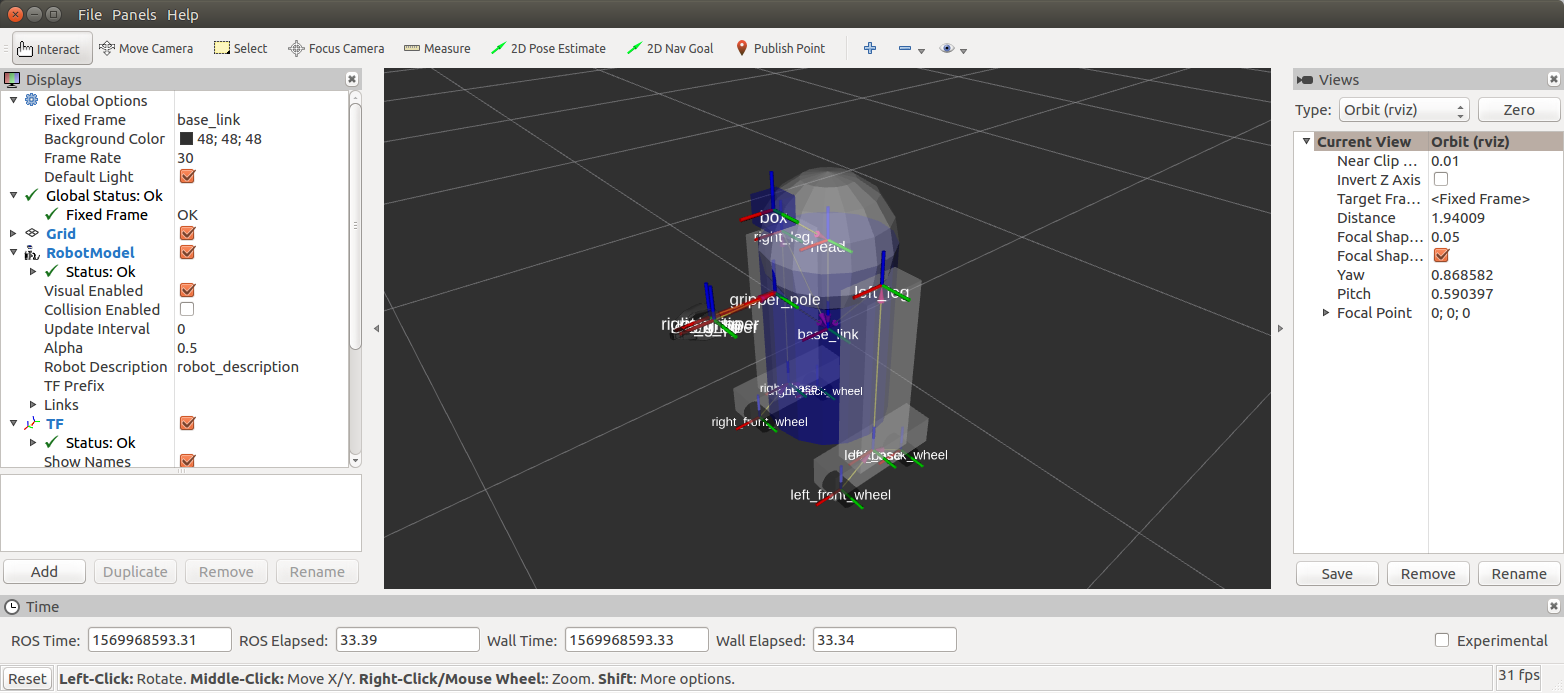 File Panels Help
Interact Move Camera Select Focus Camera Measure 2D Pose Estimate 2D Nav Goal Publish Point
Displays
Global Options
Fixed Frame base_link
Background Color 48; 48; 48
Frame Rate 30
Default Light
Global Status: Ok
Fixed Frame OK
Grid
RobotModel
Status: Ok
Visual Enabled
Collision Enabled
Update Interval 0
Alpha 0.5
Robot Description robot_description
TF Prefix
Links
TF
Status: Ok
Show Names
Add Duplicate Remove Rename
box
right_leg
head
gripper_pole
left_leg
base_link
right_front_wheel
left_front_wheel
Views
Type: Orbit (rviz) Zero
Current View Orbit (rviz)
Near Clip ... 0.01
Invert Z Axis
Target Fra... <Fixed Frame>
Distance 1.94009
Focal Shap... 0.05
Focal Shap...
Yaw 0.868582
Pitch 0.590397
Focal Point 0; 0; 0
Save Remove Rename
Time
ROS Time: 1569968593.31 ROS Elapsed: 33.39 Wall Time: 1569968593.33 Wall Elapsed: 33.34 Experimental
Reset Left-Click: Rotate. Middle-Click: Move X/Y. Right-Click/Mouse Wheel:: Zoom. Shift: More options. 31 fps